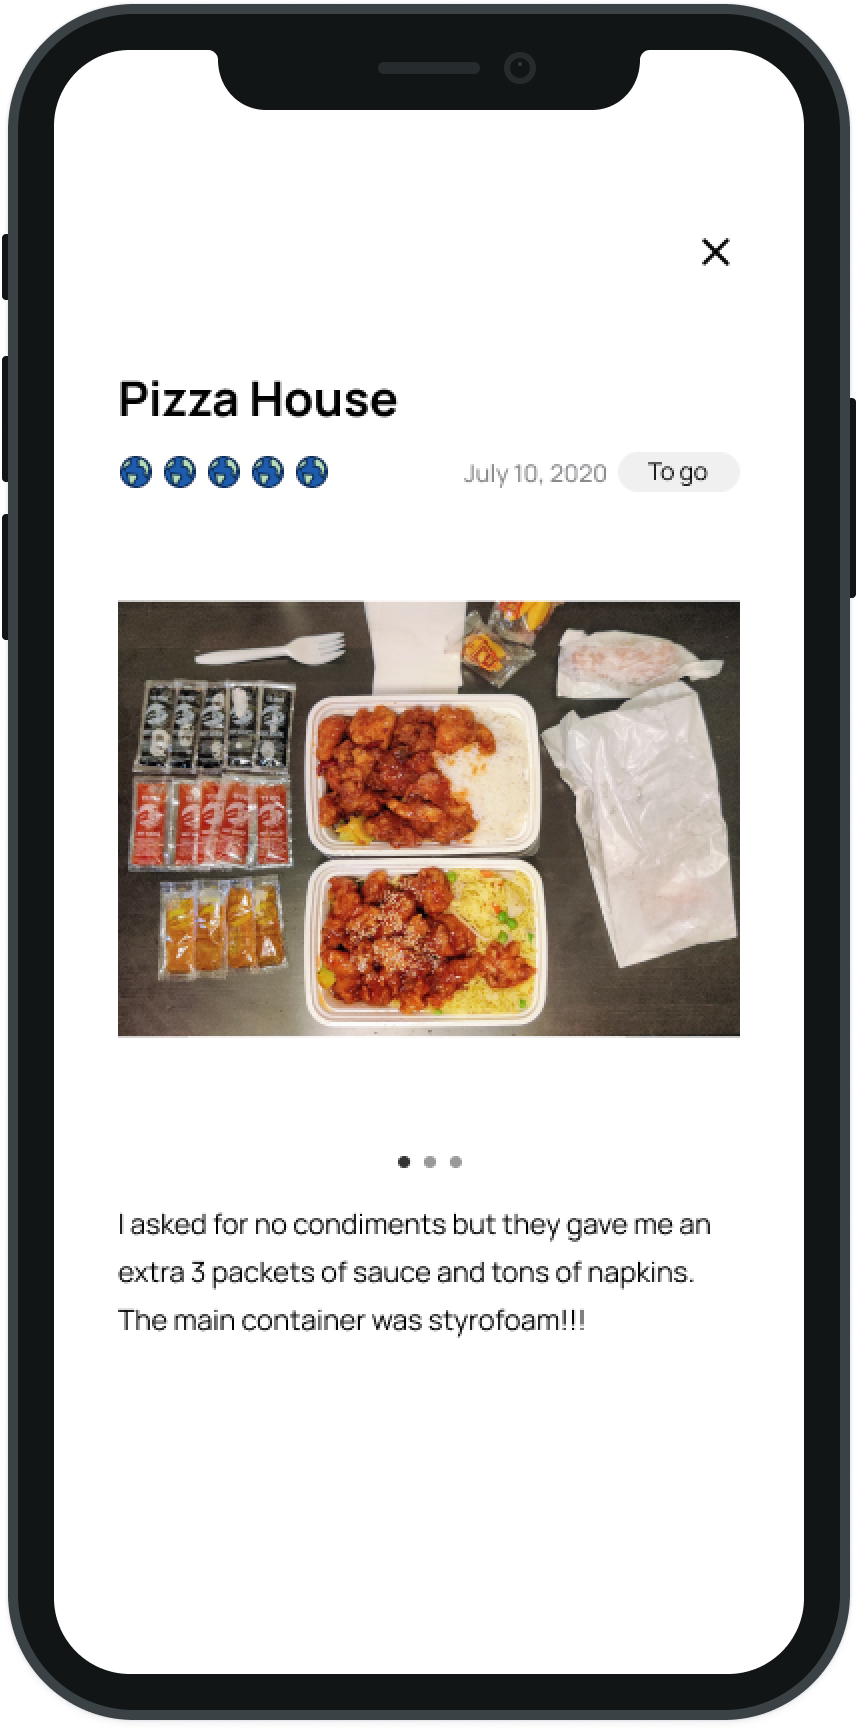 Pizza House
July 10, 2020 To go
I asked for no condiments but they gave me an
extra 3 packets of sauce and tons of napkins.
The main container was styrofoam!!!